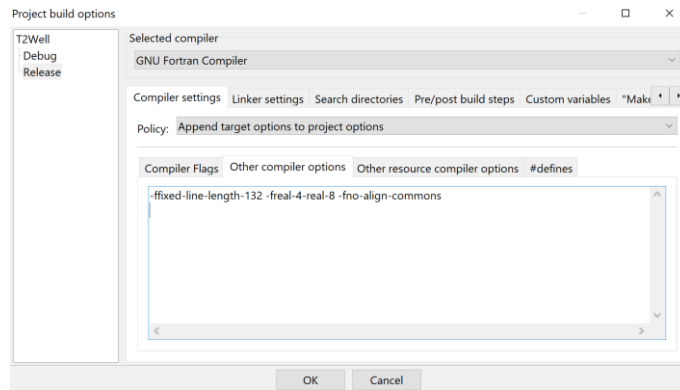 Project build options
T2Well
Debug
Release
Selected compiler
GNU Fortran Compiler
Compiler settings Linker settings Search directories Pre/post build steps Custom variables "Make
Policy: Append target options to project options
Compiler Flags Other compiler options Other resource compiler options #defines
-ffixed-line-length-132 -freal-4-real-8 -fno-align-commons
OK Cancel